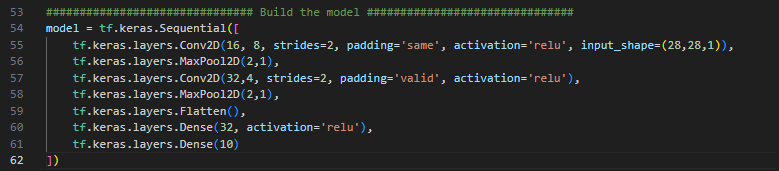 53 ############################## Build the model ##############################
54 model = tf.keras.Sequential([
55     tf.keras.layers.Conv2D(16, 8, strides=2, padding='same', activation='relu', input_shape=(28,28,1)),
56     tf.keras.layers.MaxPool2D(2,1),
57     tf.keras.layers.Conv2D(32,4, strides=2, padding='valid', activation='relu'),
58     tf.keras.layers.MaxPool2D(2,1),
59     tf.keras.layers.Flatten(),
60     tf.keras.layers.Dense(32, activation='relu'),
61     tf.keras.layers.Dense(10)
62 ])